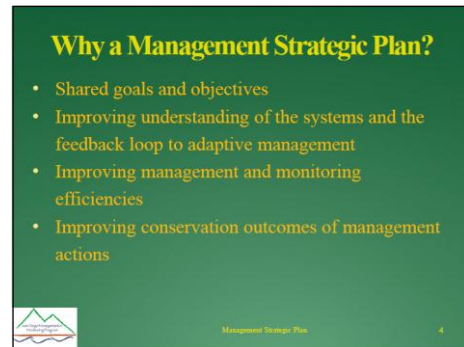 Why a Management Strategic Plan?
• Shared goals and objectives
• Improving understanding of the systems and the
feedback loop to adaptive management
• Improving management and monitoring
efficiencies
• Improving conservation outcomes of management
actions
Management Strategic Plan
4